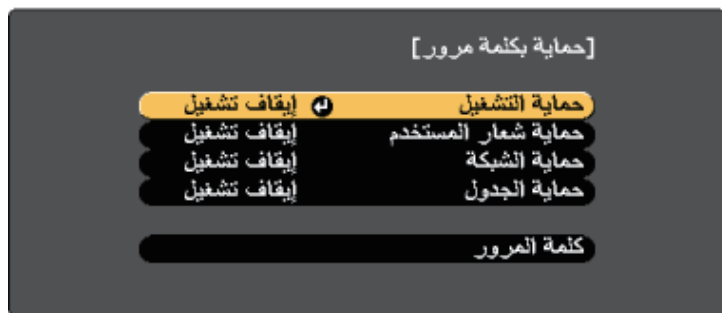 [حماية بكلمة مرور]
حماية التشغيل إيقاف تشغيل
حماية شعار المستخدم إيقاف تشغيل
حماية الشبكة إيقاف تشغيل
حماية الجدول إيقاف تشغيل
كلمة المرور